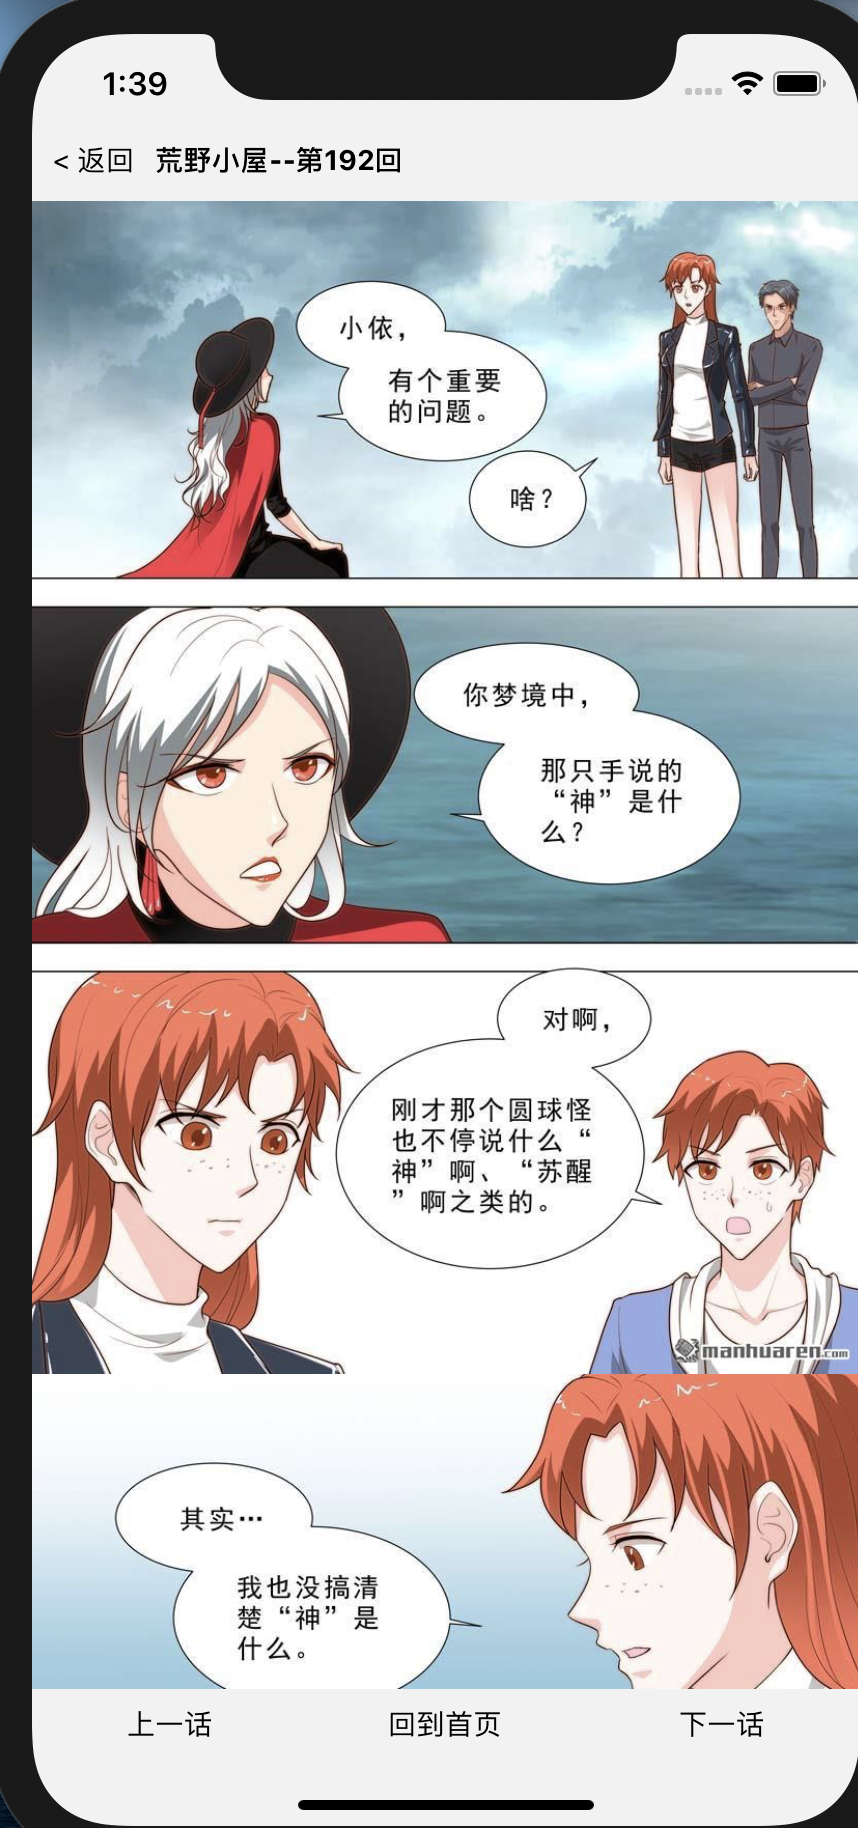 1:39
< 返回 荒野小屋--第192回
小依，
有个重要
的问题。
啥？
你梦境中，
那只手说的
“神”是什
么？
对啊，
刚才那个圆球怪
也不停说什么“
神”啊、“苏醒
”啊之类的。
manhuaren.com
其实…
我也没搞清
楚“神”是
什么。
上一话 回到首页 下一话